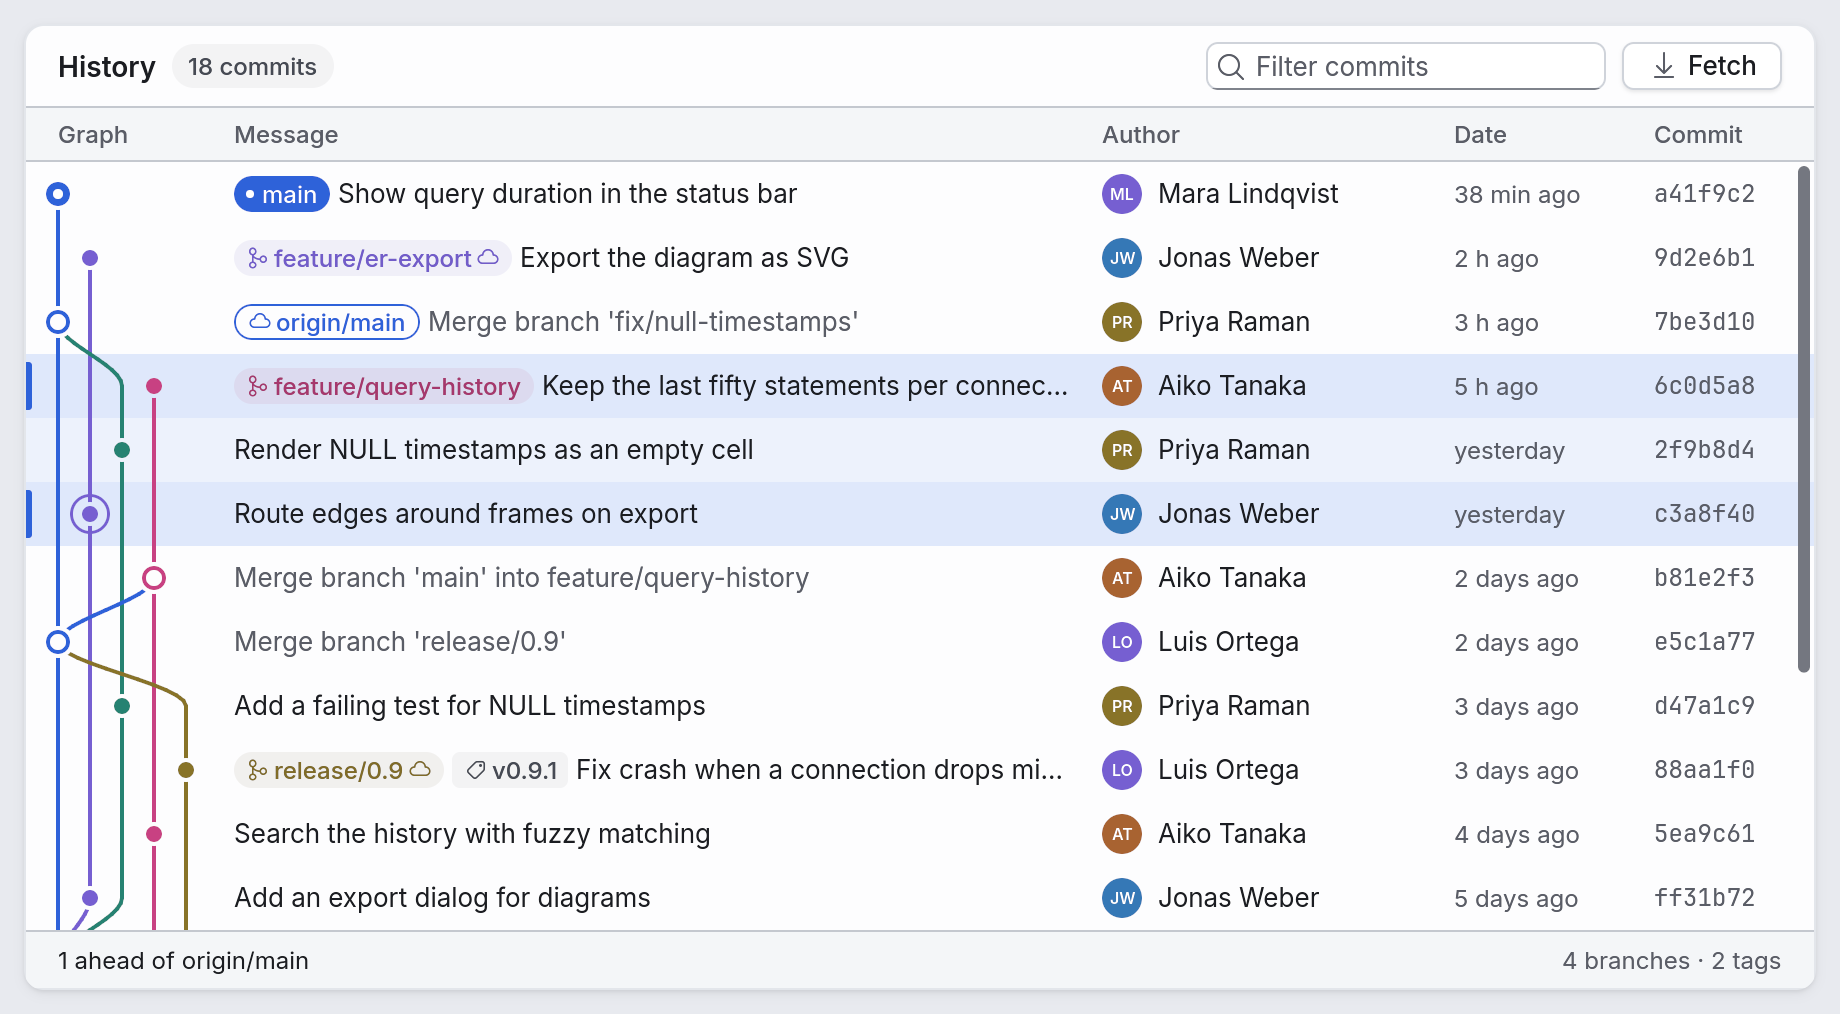 History 18 commits Filter commits Fetch
Graph Message Author Date Commit
main Show query duration in the status bar ML Mara Lindqvist 38 min ago a41f9c2
feature/er-export Export the diagram as SVG JW Jonas Weber 2 h ago 9d2e6b1
origin/main Merge branch 'fix/null-timestamps' PR Priya Raman 3 h ago 7be3d10
feature/query-history Keep the last fifty statements per connec... AT Aiko Tanaka 5 h ago 6c0d5a8
Render NULL timestamps as an empty cell PR Priya Raman yesterday 2f9b8d4
Route edges around frames on export JW Jonas Weber yesterday c3a8f40
Merge branch 'main' into feature/query-history AT Aiko Tanaka 2 days ago b81e2f3
Merge branch 'release/0.9' LO Luis Ortega 2 days ago e5c1a77
Add a failing test for NULL timestamps PR Priya Raman 3 days ago d47a1c9
release/0.9 v0.9.1 Fix crash when a connection drops mi... LO Luis Ortega 3 days ago 88aa1f0
Search the history with fuzzy matching AT Aiko Tanaka 4 days ago 5ea9c61
Add an export dialog for diagrams JW Jonas Weber 5 days ago ff31b72
1 ahead of origin/main 4 branches · 2 tags